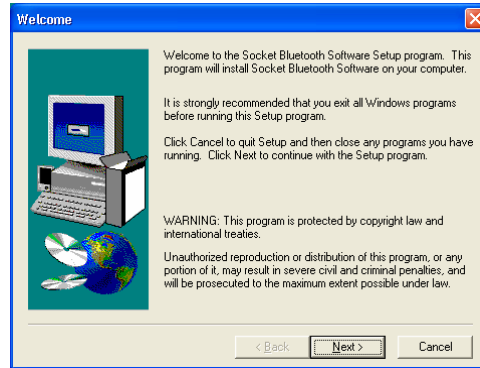 Welcome
Welcome to the Socket Bluetooth Software Setup program. This
program will install Socket Bluetooth Software on your computer.
It is strongly recommended that you exit all Windows programs
before running this Setup program.
Click Cancel to quit Setup and then close any programs you have
running. Click Next to continue with the Setup program.
WARNING: This program is protected by copyright law and
international treaties.
Unauthorized reproduction or distribution of this program, or any
portion of it, may result in severe civil and criminal penalties, and
will be prosecuted to the maximum extent possible under law.
< Back Next > Cancel